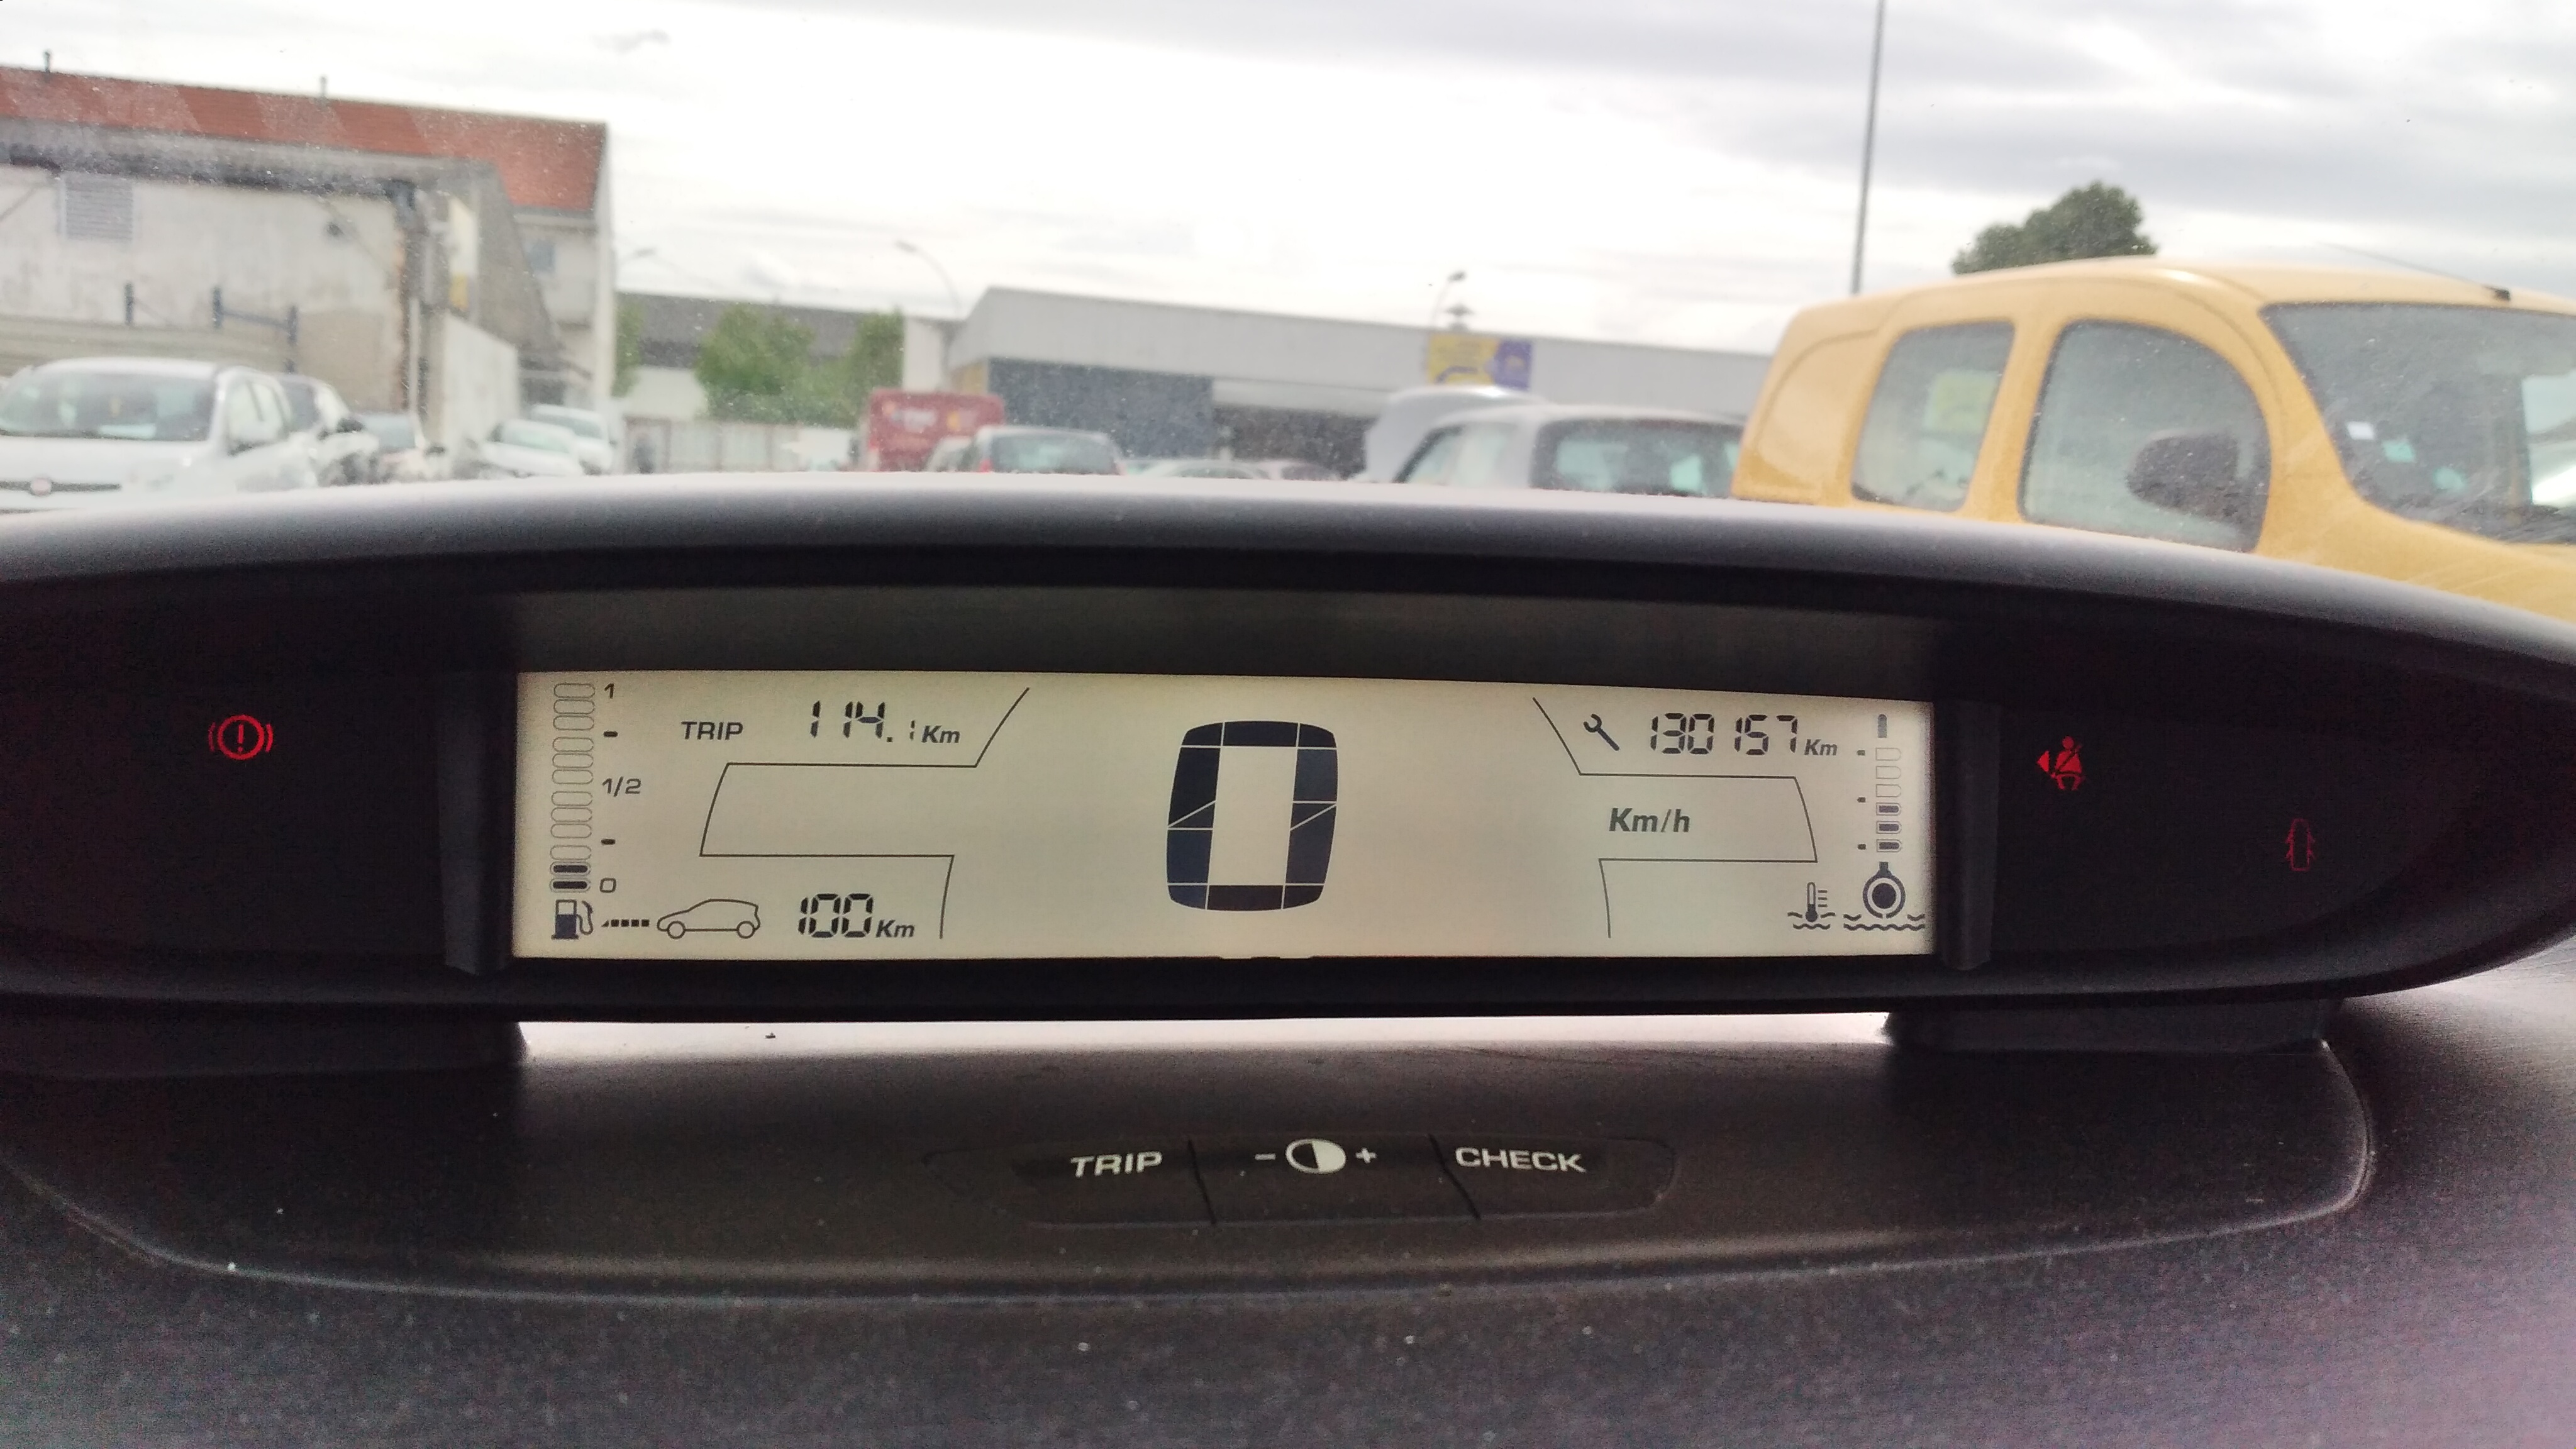 1
TRIP 114.1 Km
130157 Km
1/2
0
Km/h
0
100 Km
TRIP - + CHECK